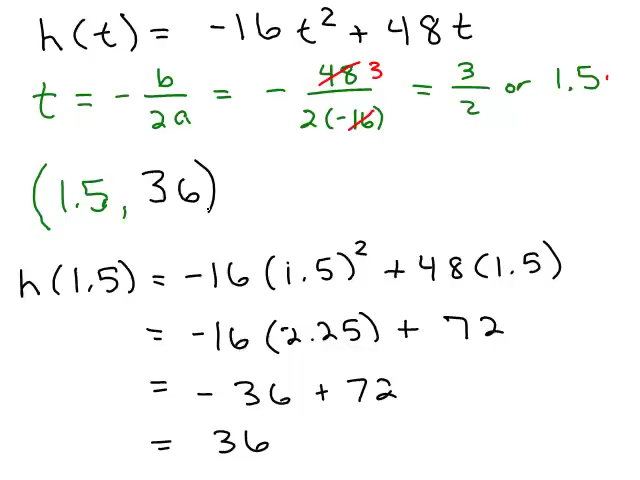 h(t) = -16t² + 48t
t = - b/2a = - 48 3/2(-16) = 3/2 or 1.5
(1.5, 36)
h(1.5) = -16(1.5)² + 48(1.5)
= -16(2.25) + 72
= - 36 + 72
= 36